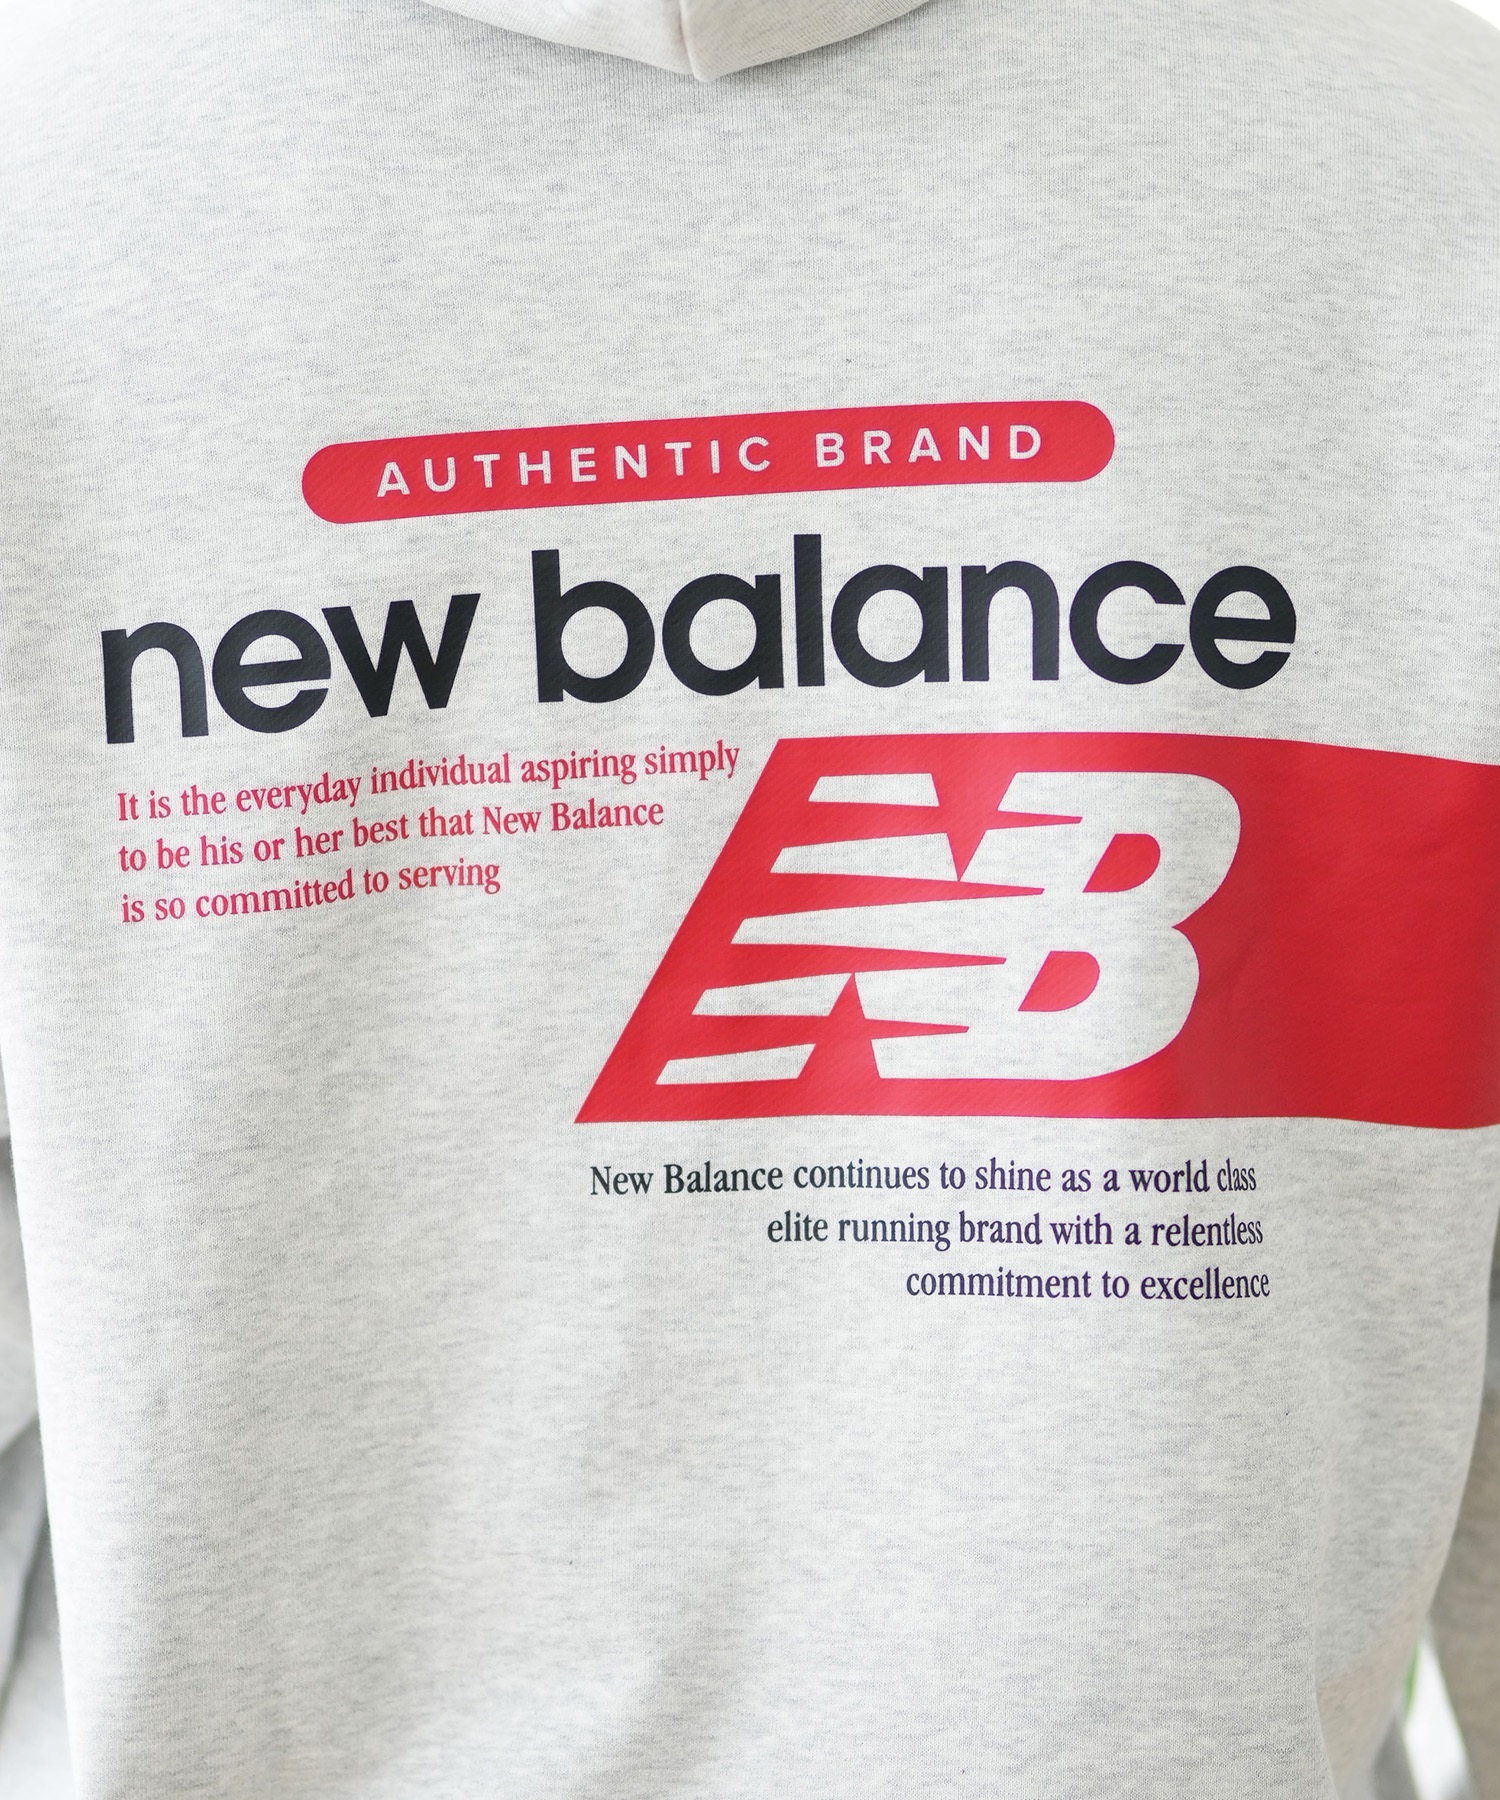 AUTHENTIC BRAND
new balance
It is the everyday individual aspiring simply
to be his or her best that New Balance
is so committed to serving
NB
New Balance continues to shine as a world class
elite running brand with a relentless
commitment to excellence